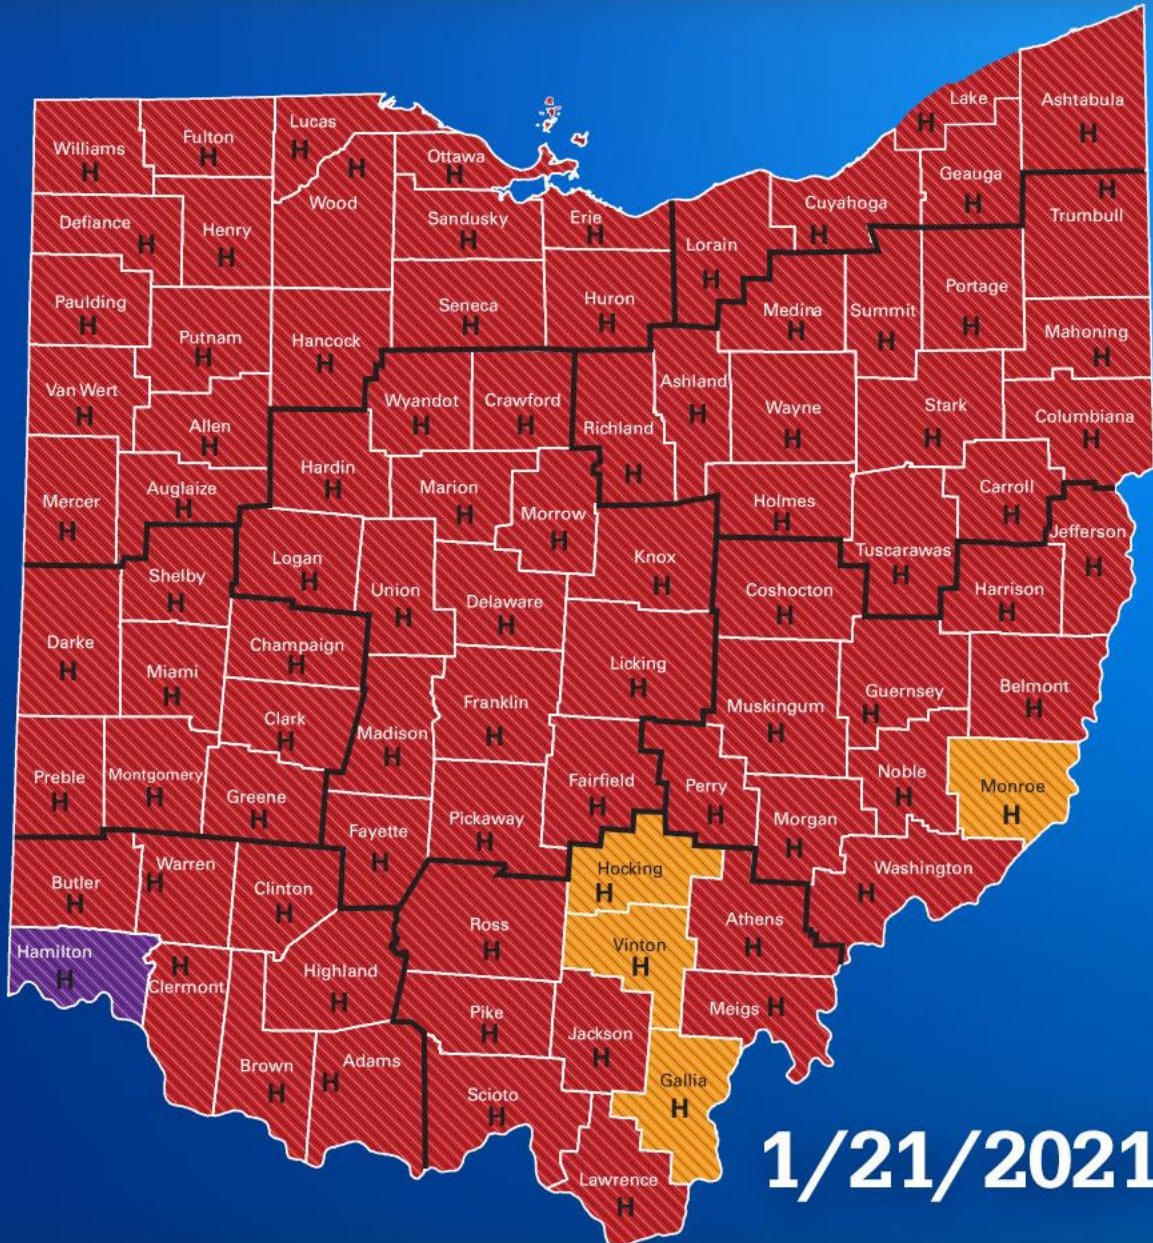 Lake
Ashtabula
H
H
Lucas
Williams
Fulton
H
H
H
H
Ottawa
H
Geauga
H
H
Trumbull
Wood
Defiance
H
Henry
H
Sandusky
H
Erie
H
Cuyahoga
H
Lorain
H
Paulding
H
Putnam
H
Hancock
H
Seneca
H
Huron
H
Medina
H
Summit
H
Portage
H
Mahoning
H
Van Wert
H
Allen
H
Wyandot
H
Crawford
H
Richland
H
Ashland
H
Wayne
H
Stark
H
Columbiana
H
Mercer
H
Auglaize
H
Hardin
H
Marion
H
Morrow
H
Holmes
H
Carroll
H
Jefferson
H
Shelby
H
Logan
H
Union
H
Delaware
H
Knox
H
Coshocton
H
Tuscarawas
H
Harrison
H
Darke
H
Miami
H
Champaign
H
Clark
H
Madison
H
Franklin
H
Licking
H
Muskingum
H
Guernsey
H
Belmont
H
Preble
H
Montgomery
H
Greene
H
Fayette
H
Pickaway
H
Fairfield
H
Perry
H
Morgan
H
Noble
H
Monroe
H
Butler
H
Warren
H
Clinton
H
Ross
H
Hocking
H
Athens
H
Washington
H
Hamilton
H
H
Clermont
Highland
H
Pike
H
Vinton
H
Jackson
H
Meigs H
Brown
H
Adams
H
Scioto
H
Gallia
H
Lawrence
H
1/21/2021